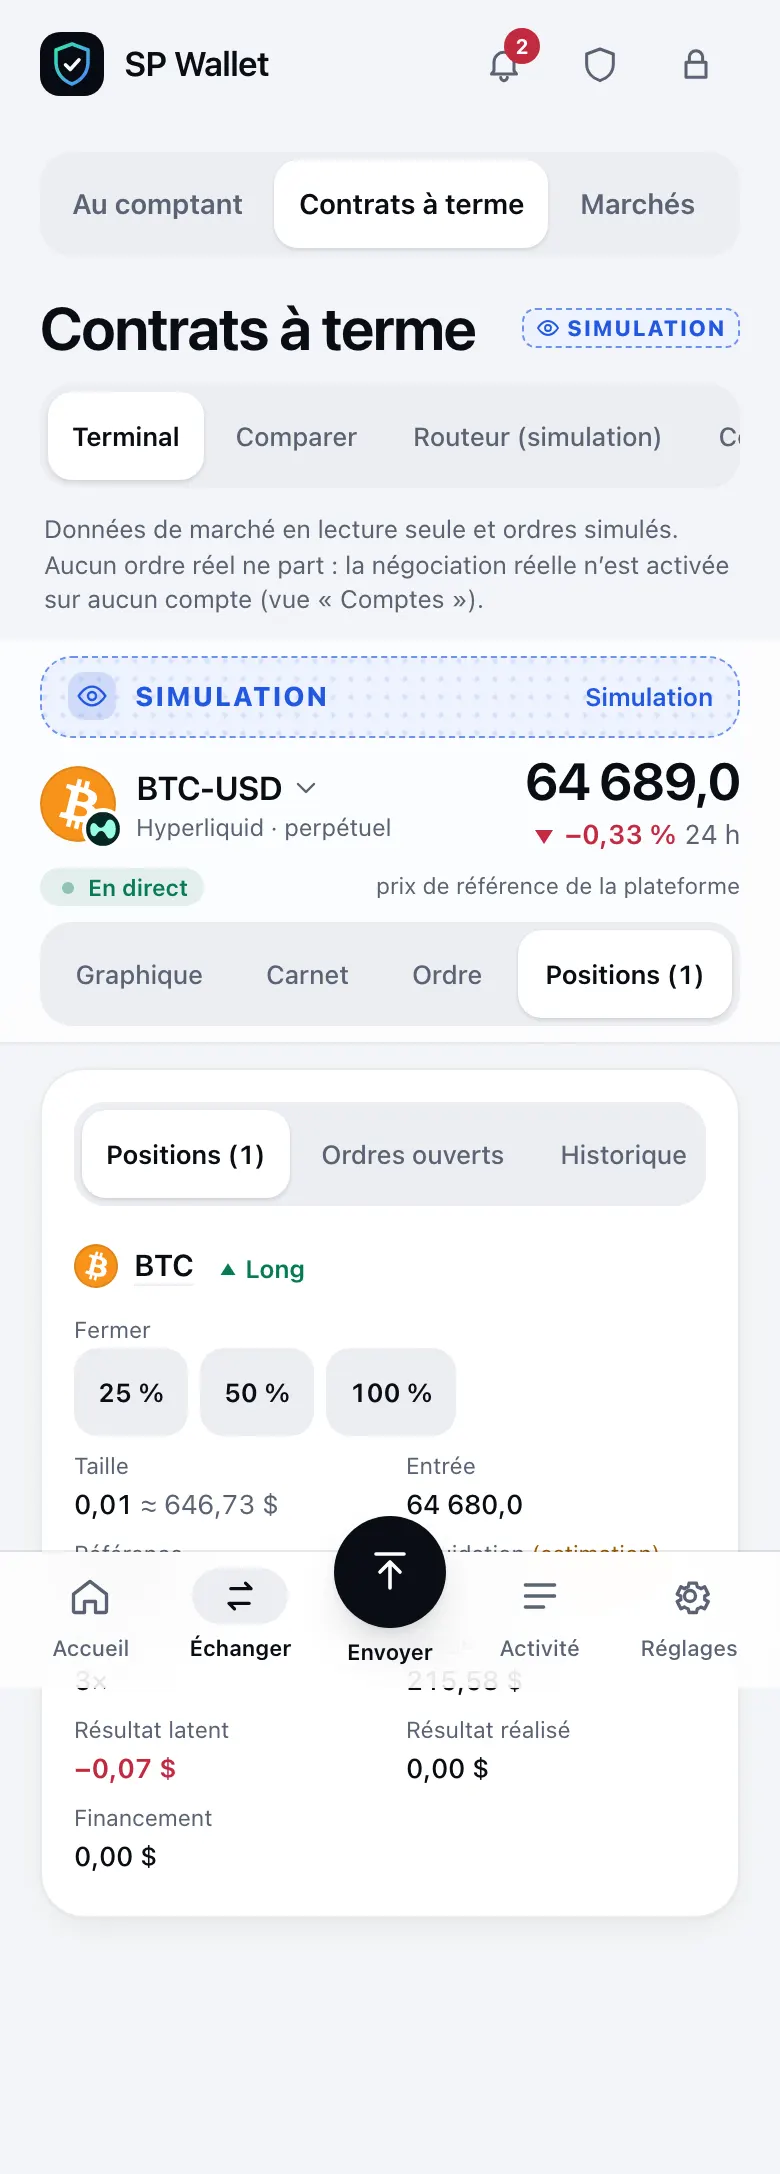 SP Wallet
2
Au comptant
Contrats à terme
Marchés
Contrats à terme
SIMULATION
Terminal
Comparer
Routeur (simulation)
Données de marché en lecture seule et ordres simulés.
Aucun ordre réel ne part : la négociation réelle n’est activée
sur aucun compte (vue « Comptes »).
SIMULATION
Simulation
BTC-USD
64 689,0
Hyperliquid · perpétuel
−0,33 % 24 h
En direct
prix de référence de la plateforme
Graphique
Carnet
Ordre
Positions (1)
Positions (1)
Ordres ouverts
Historique
BTC
Long
Fermer
25 %
50 %
100 %
Taille
Entrée
0,01 ≈ 646,73 $
64 680,0
Accueil
Échanger
Envoyer
Activité
Réglages
3×
215,58 $
Résultat latent
Résultat réalisé
−0,07 $
0,00 $
Financement
0,00 $